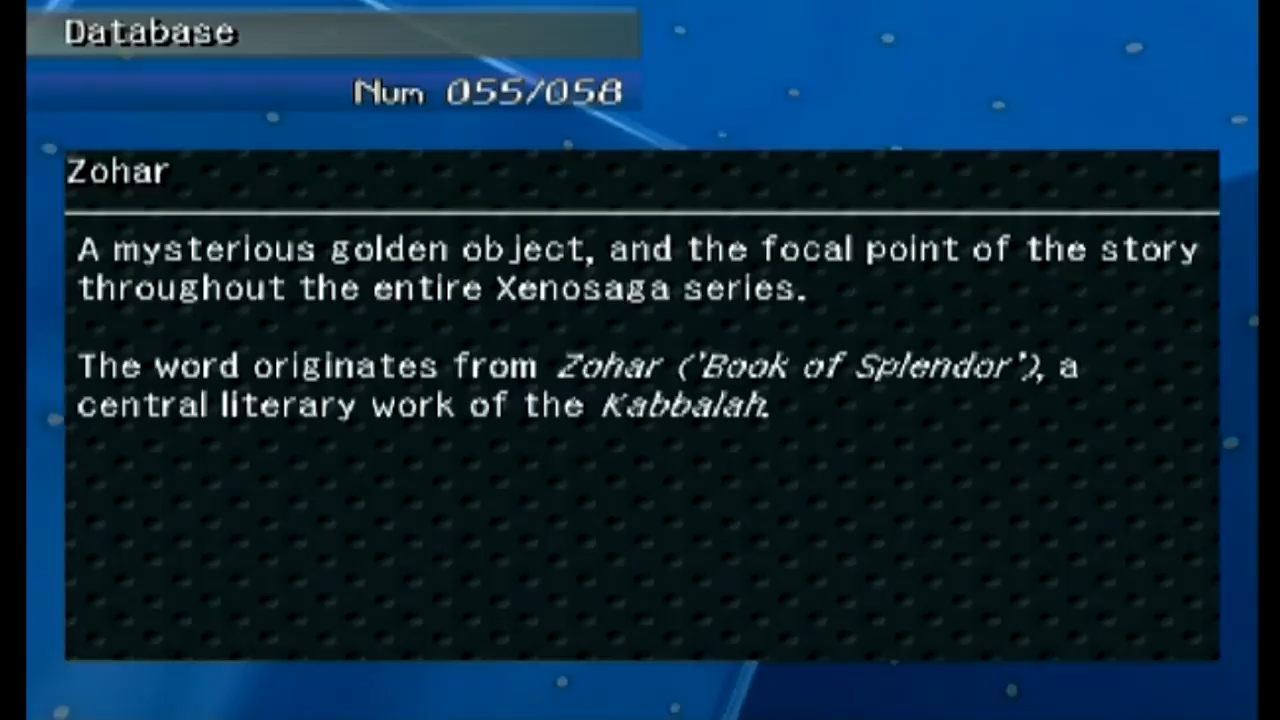 Database
Num 055/058
Zohar
A mysterious golden object, and the focal point of the story
throughout the entire Xenosaga series.
The word originates from Zohar ('Book of Splendor'), a
central literary work of the Kabbalah.